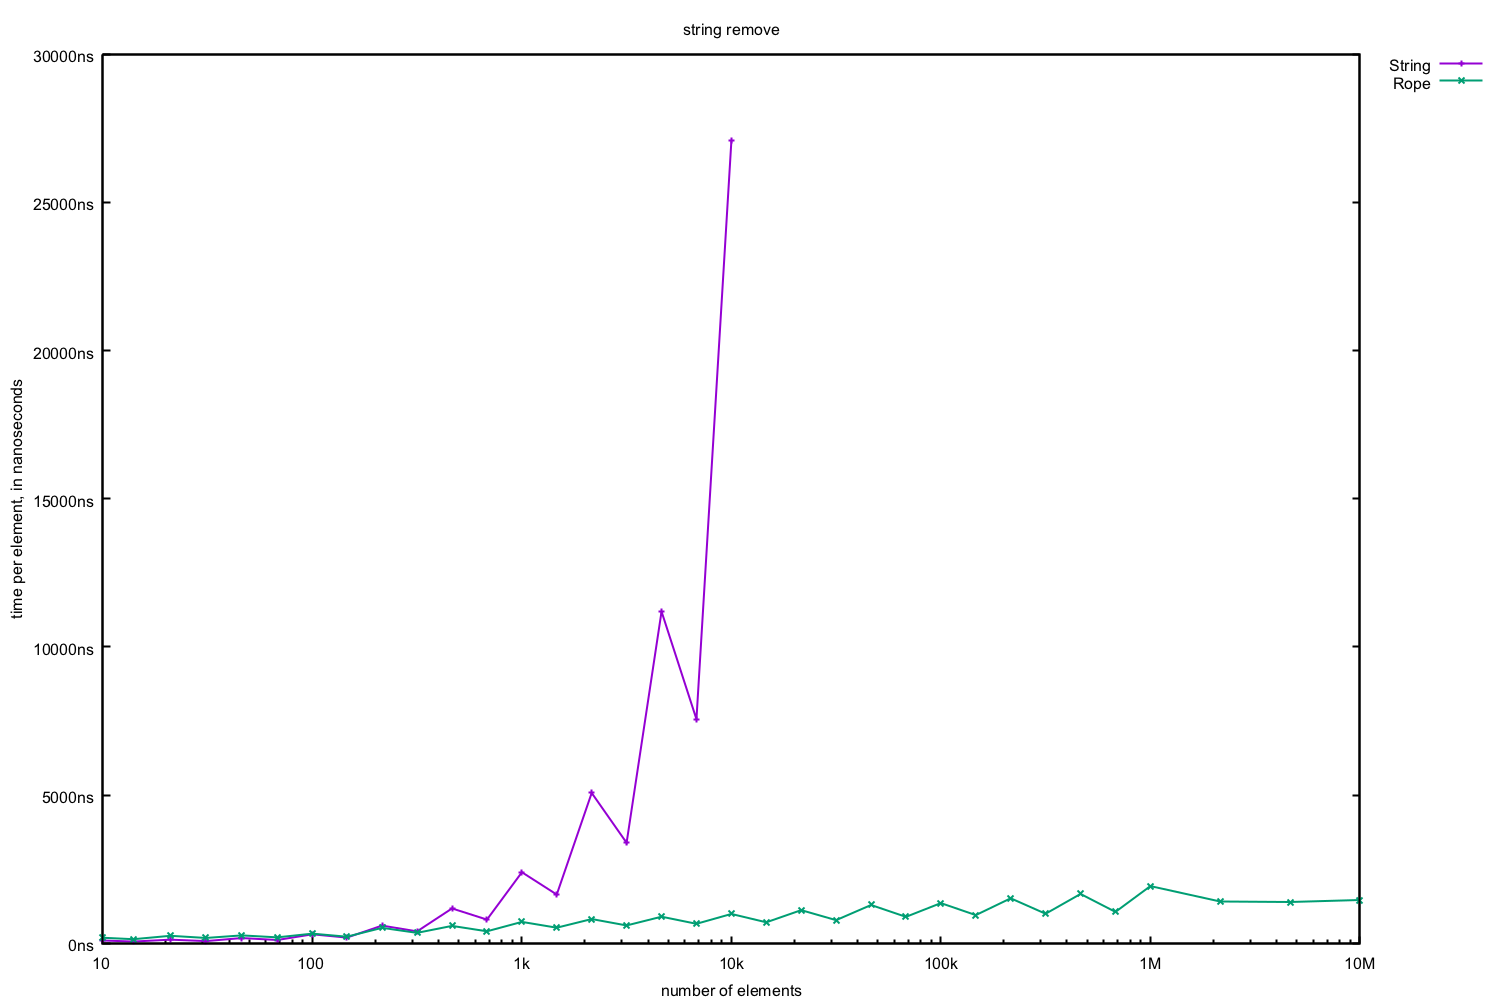 string remove
30000ns
25000ns
20000ns
15000ns
10000ns
5000ns
0ns
time per element, in nanoseconds
10 100 1k 10k 100k 1M 10M
number of elements
String
Rope